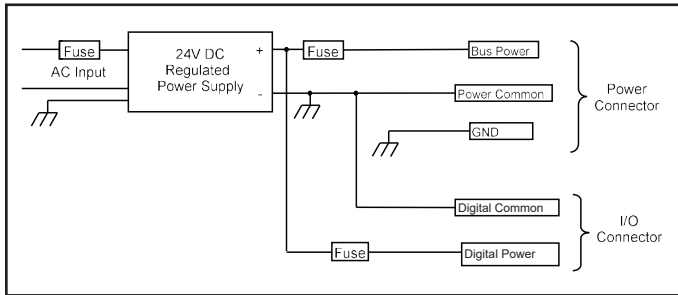 Fuse
AC Input
24V DC
Regulated
Power Supply
+
-
Fuse
Bus Power
Power Common
GND
Power
Connector
Digital Common
Fuse
Digital Power
I/O
Connector